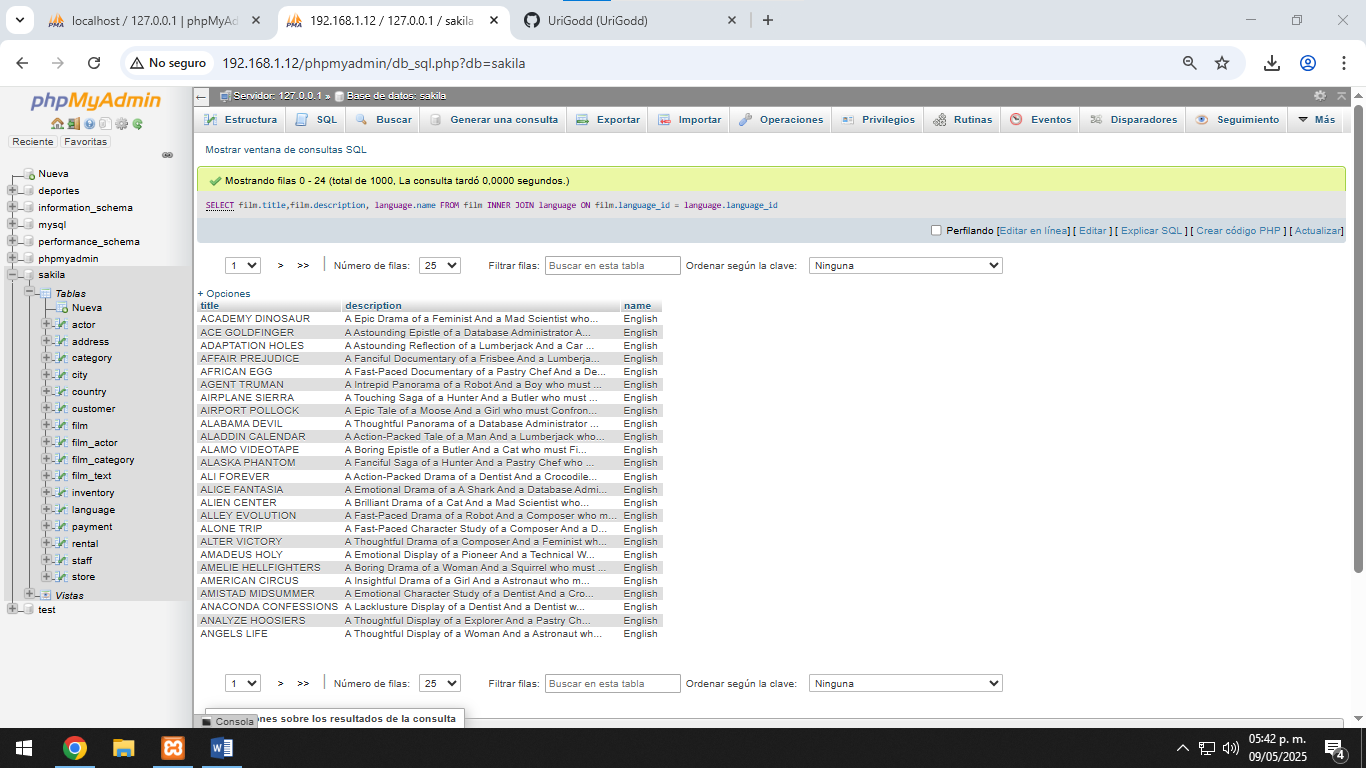 localhost / 127.0.0.1 | phpMyAd
192.168.1.12 / 127.0.0.1 / sakila
UriGodd (UriGodd)
No seguro
192.168.1.12/phpmyadmin/db_sql.php?db=sakila
phpMyAdmin
Reciente Favoritas
Nueva
deportes
information_schema
mysql
performance_schema
phpmyadmin
sakila
Tablas
Nueva
actor
address
category
city
country
customer
film
film_actor
film_category
film_text
inventory
language
payment
rental
staff
store
Vistas
test
Servidor: 127.0.0.1 » Base de datos: sakila
Estructura SQL Buscar Generar una consulta Exportar Importar Operaciones Privilegios Rutinas Eventos Disparadores Seguimiento Más
Mostrar ventana de consultas SQL
Mostrando filas 0 - 24 (total de 1000, La consulta tardó 0,0000 segundos.)
SELECT film.title,film.description, language.name FROM film INNER JOIN language ON film.language_id = language.language_id
Perfilando [Editar en línea] [ Editar ] [ Explicar SQL ] [ Crear código PHP ] [ Actualizar]
1 > >> Número de filas: 25 Filtrar filas: Buscar en esta tabla Ordenar según la clave: Ninguna
+ Opciones
title description name
ACADEMY DINOSAUR A Epic Drama of a Feminist And a Mad Scientist who... English
ACE GOLDFINGER A Astounding Epistle of a Database Administrator A... English
ADAPTATION HOLES A Astounding Reflection of a Lumberjack And a Car ... English
AFFAIR PREJUDICE A Fanciful Documentary of a Frisbee And a Lumberja... English
AFRICAN EGG A Fast-Paced Documentary of a Pastry Chef And a De... English
AGENT TRUMAN A Intrepid Panorama of a Robot And a Boy who must ... English
AIRPLANE SIERRA A Touching Saga of a Hunter And a Butler who must ... English
AIRPORT POLLOCK A Epic Tale of a Moose And a Girl who must Confron... English
ALABAMA DEVIL A Thoughtful Panorama of a Database Administrator ... English
ALADDIN CALENDAR A Action-Packed Tale of a Man And a Lumberjack who... English
ALAMO VIDEOTAPE A Boring Epistle of a Butler And a Cat who must Fi... English
ALASKA PHANTOM A Fanciful Saga of a Hunter And a Pastry Chef who ... English
ALI FOREVER A Action-Packed Drama of a Dentist And a Crocodile... English
ALICE FANTASIA A Emotional Drama of a A Shark And a Database Admi... English
ALIEN CENTER A Brilliant Drama of a Cat And a Mad Scientist who... English
ALLEY EVOLUTION A Fast-Paced Drama of a Robot And a Composer who m... English
ALONE TRIP A Fast-Paced Character Study of a Composer And a D... English
ALTER VICTORY A Thoughtful Drama of a Composer And a Feminist wh... English
AMADEUS HOLY A Emotional Display of a Pioneer And a Technical W... English
AMELIE HELLFIGHTERS A Boring Drama of a Woman And a Squirrel who must ... English
AMERICAN CIRCUS A Insightful Drama of a Girl And a Astronaut who m... English
AMISTAD MIDSUMMER A Emotional Character Study of a Dentist And a Cro... English
ANACONDA CONFESSIONS A Lacklusture Display of a Dentist And a Dentist w... English
ANALYZE HOOSIERS A Thoughtful Display of a Explorer And a Pastry Ch... English
ANGELS LIFE A Thoughtful Display of a Woman And a Astronaut wh... English
1 > >> Número de filas: 25 Filtrar filas: Buscar en esta tabla Ordenar según la clave: Ninguna
nes sobre los resultados de la consulta
Consola
05:42 p. m.
09/05/2025
4